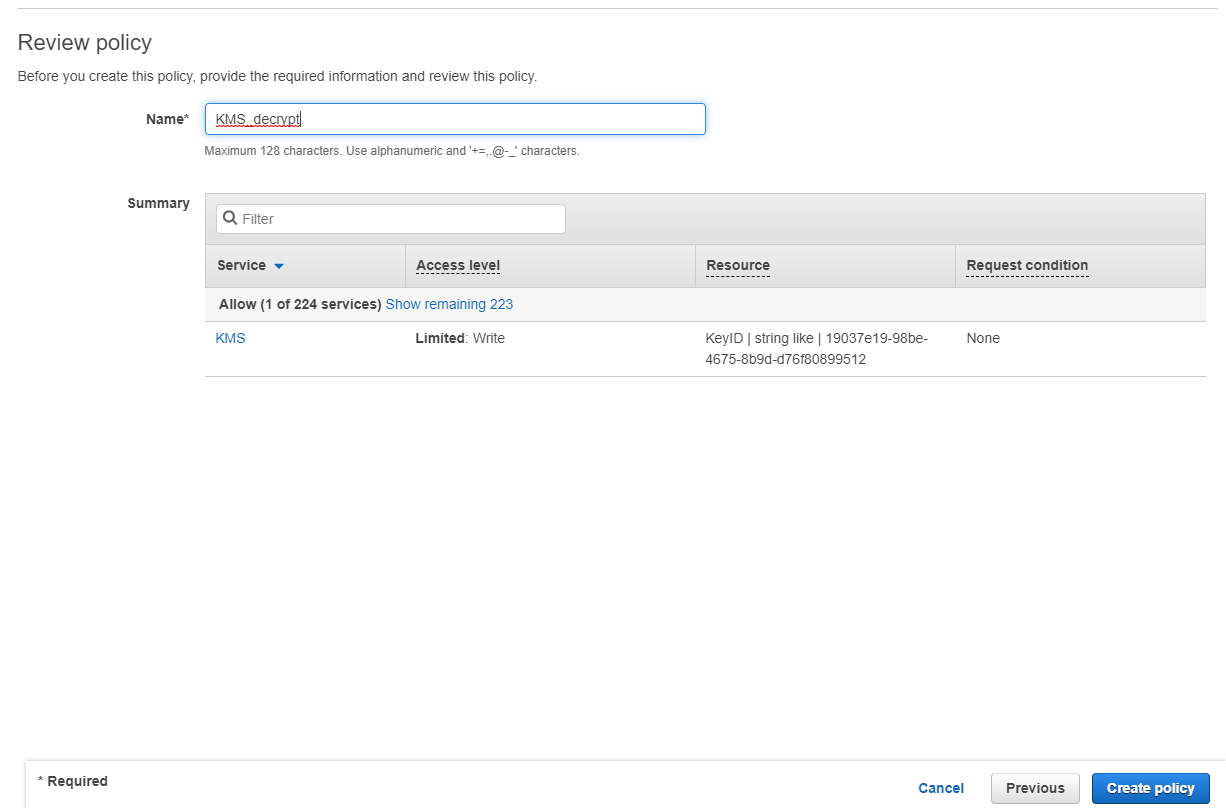 Review policy
Before you create this policy, provide the required information and review this policy.
Name* KMS_decrypt
Maximum 128 characters. Use alphanumeric and '+=,.@-_' characters.
Summary
Filter
Service Access level Resource Request condition
Allow (1 of 224 services) Show remaining 223
KMS Limited: Write KeyID | string like | 19037e19-98be- None
4675-8b9d-d76f80899512
* Required
Cancel Previous Create policy